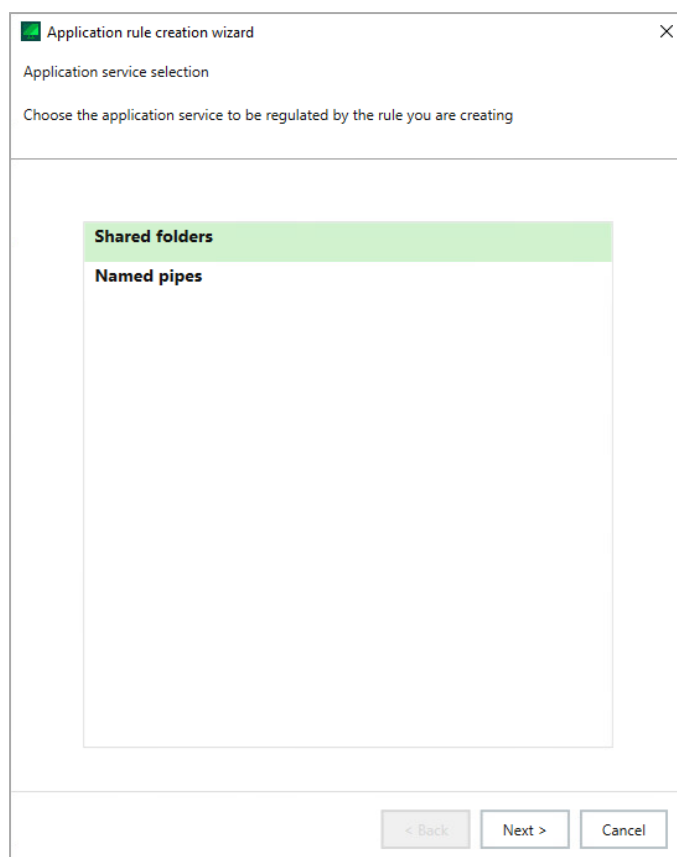 Application rule creation wizard
Application service selection
Choose the application service to be regulated by the rule you are creating
Shared folders
Named pipes
< Back Next > Cancel